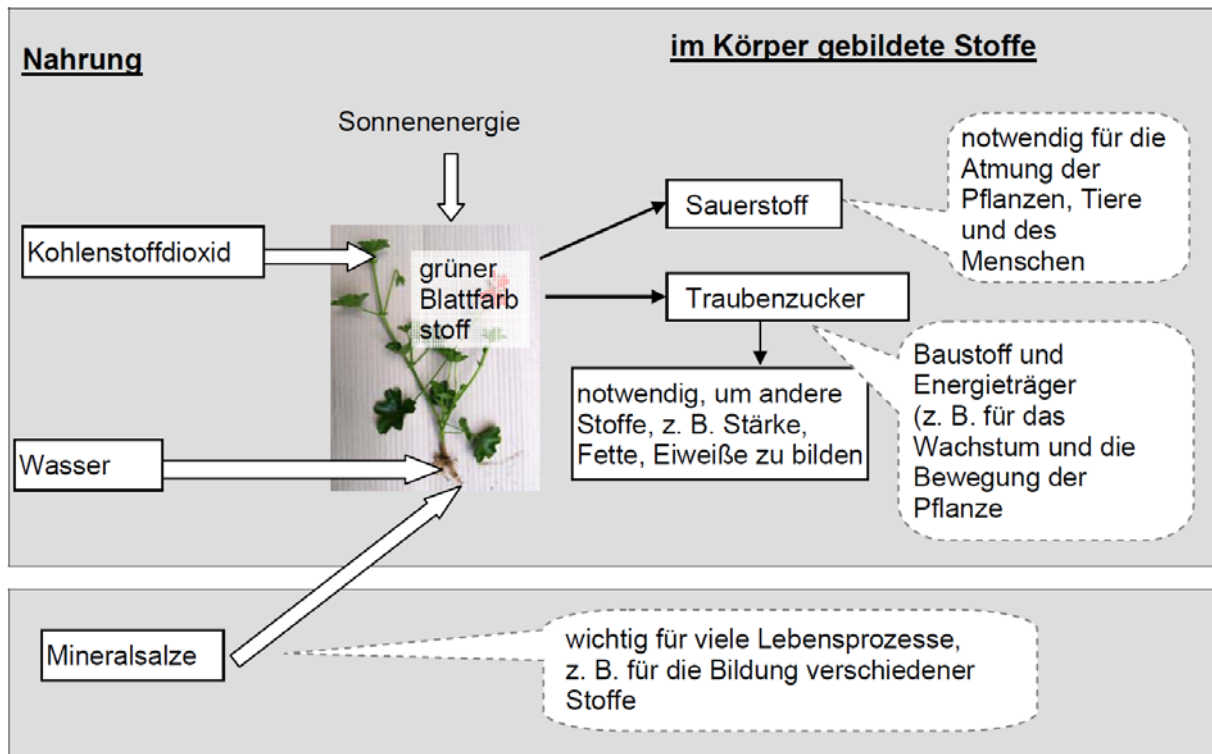 Nahrung
im Körper gebildete Stoffe
Sonnenenergie
Kohlenstoffdioxid
grüner
Blattfarb
stoff
Sauerstoff
notwendig für die
Atmung der
Pflanzen, Tiere
und des
Menschen
Traubenzucker
Baustoff und
Energieträger
(z. B. für das
Wachstum und die
Bewegung der
Pflanze
notwendig, um andere
Stoffe, z. B. Stärke,
Fette, Eiweiße zu bilden
Wasser
Mineralsalze
wichtig für viele Lebensprozesse,
z. B. für die Bildung verschiedener
Stoffe